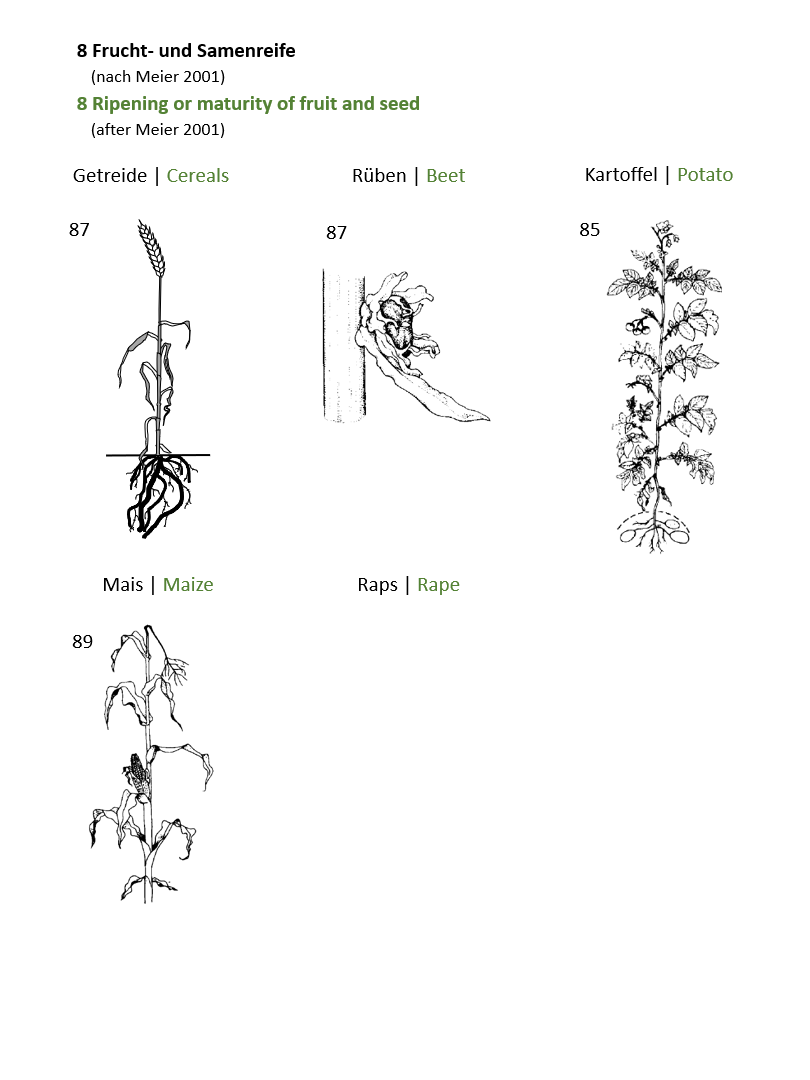 8 Frucht- und Samenreife
(nach Meier 2001)
8 Ripening or maturity of fruit and seed
(after Meier 2001)
Getreide | Cereals
Rüben | Beet
Kartoffel | Potato
87
87
85
Mais | Maize
Raps | Rape
89